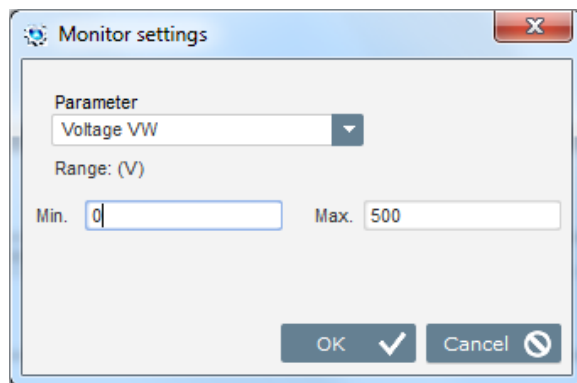 Monitor settings
Parameter
Voltage VW
Range: (V)
Min. 0 Max. 500
OK Cancel